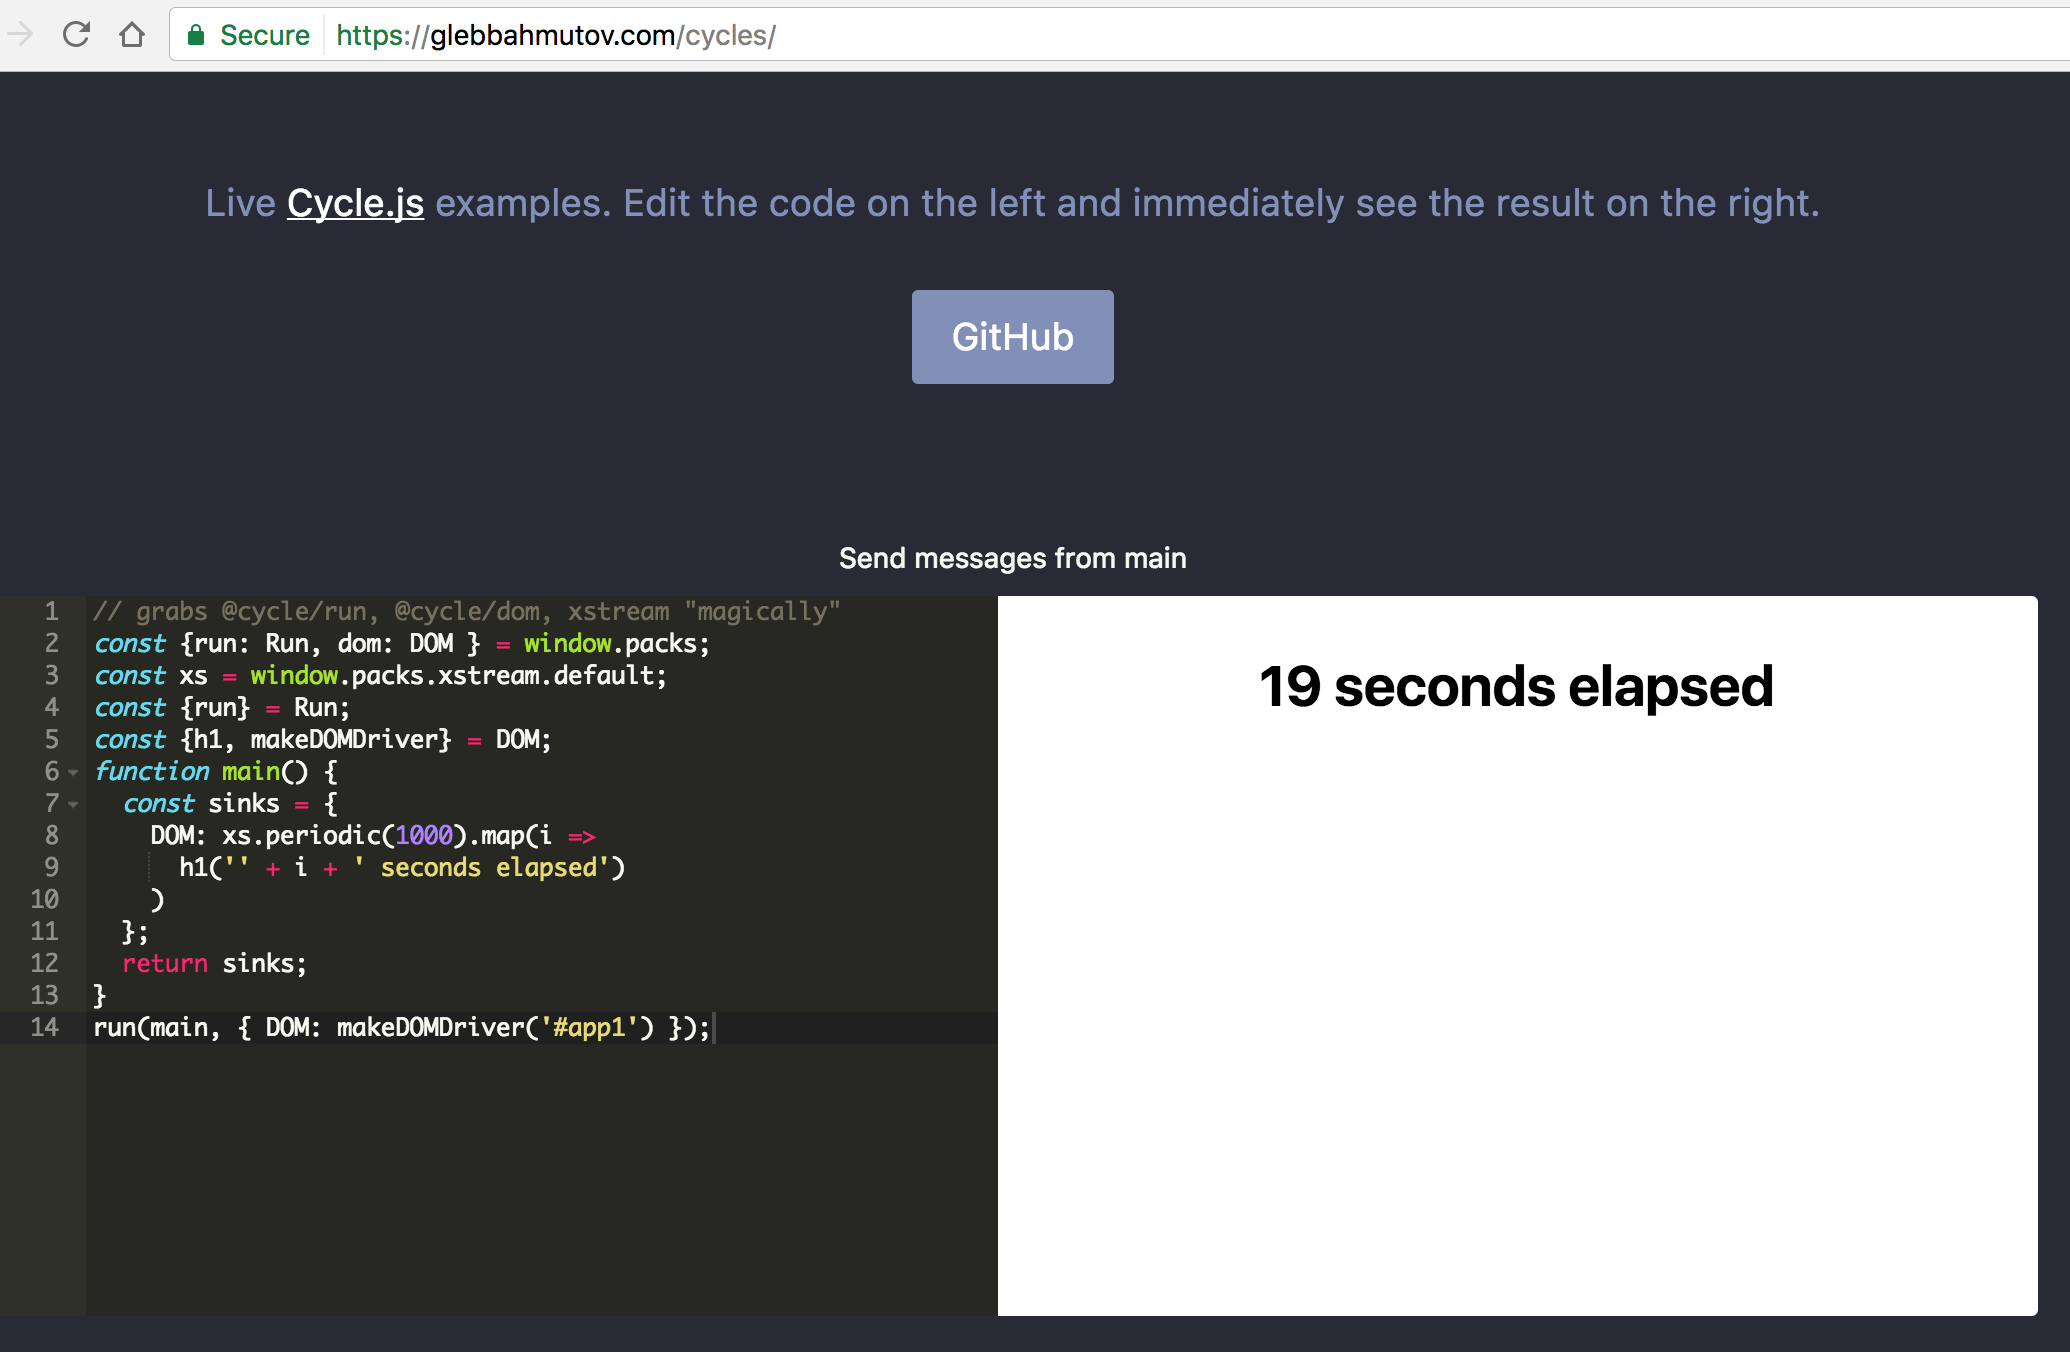 Secure https://glebbahmutov.com/cycles/
Live Cycle.js examples. Edit the code on the left and immediately see the result on the right.
GitHub
Send messages from main
1 // grabs @cycle/run, @cycle/dom, xstream "magically"
2 const {run: Run, dom: DOM } = window.packs;
3 const xs = window.packs.xstream.default;
4 const {run} = Run;
5 const {h1, makeDOMDriver} = DOM;
6 function main() {
7   const sinks = {
8     DOM: xs.periodic(1000).map(i =>
9       h1('' + i + ' seconds elapsed')
10     )
11   };
12   return sinks;
13 }
14 run(main, { DOM: makeDOMDriver('#app1') });
19 seconds elapsed